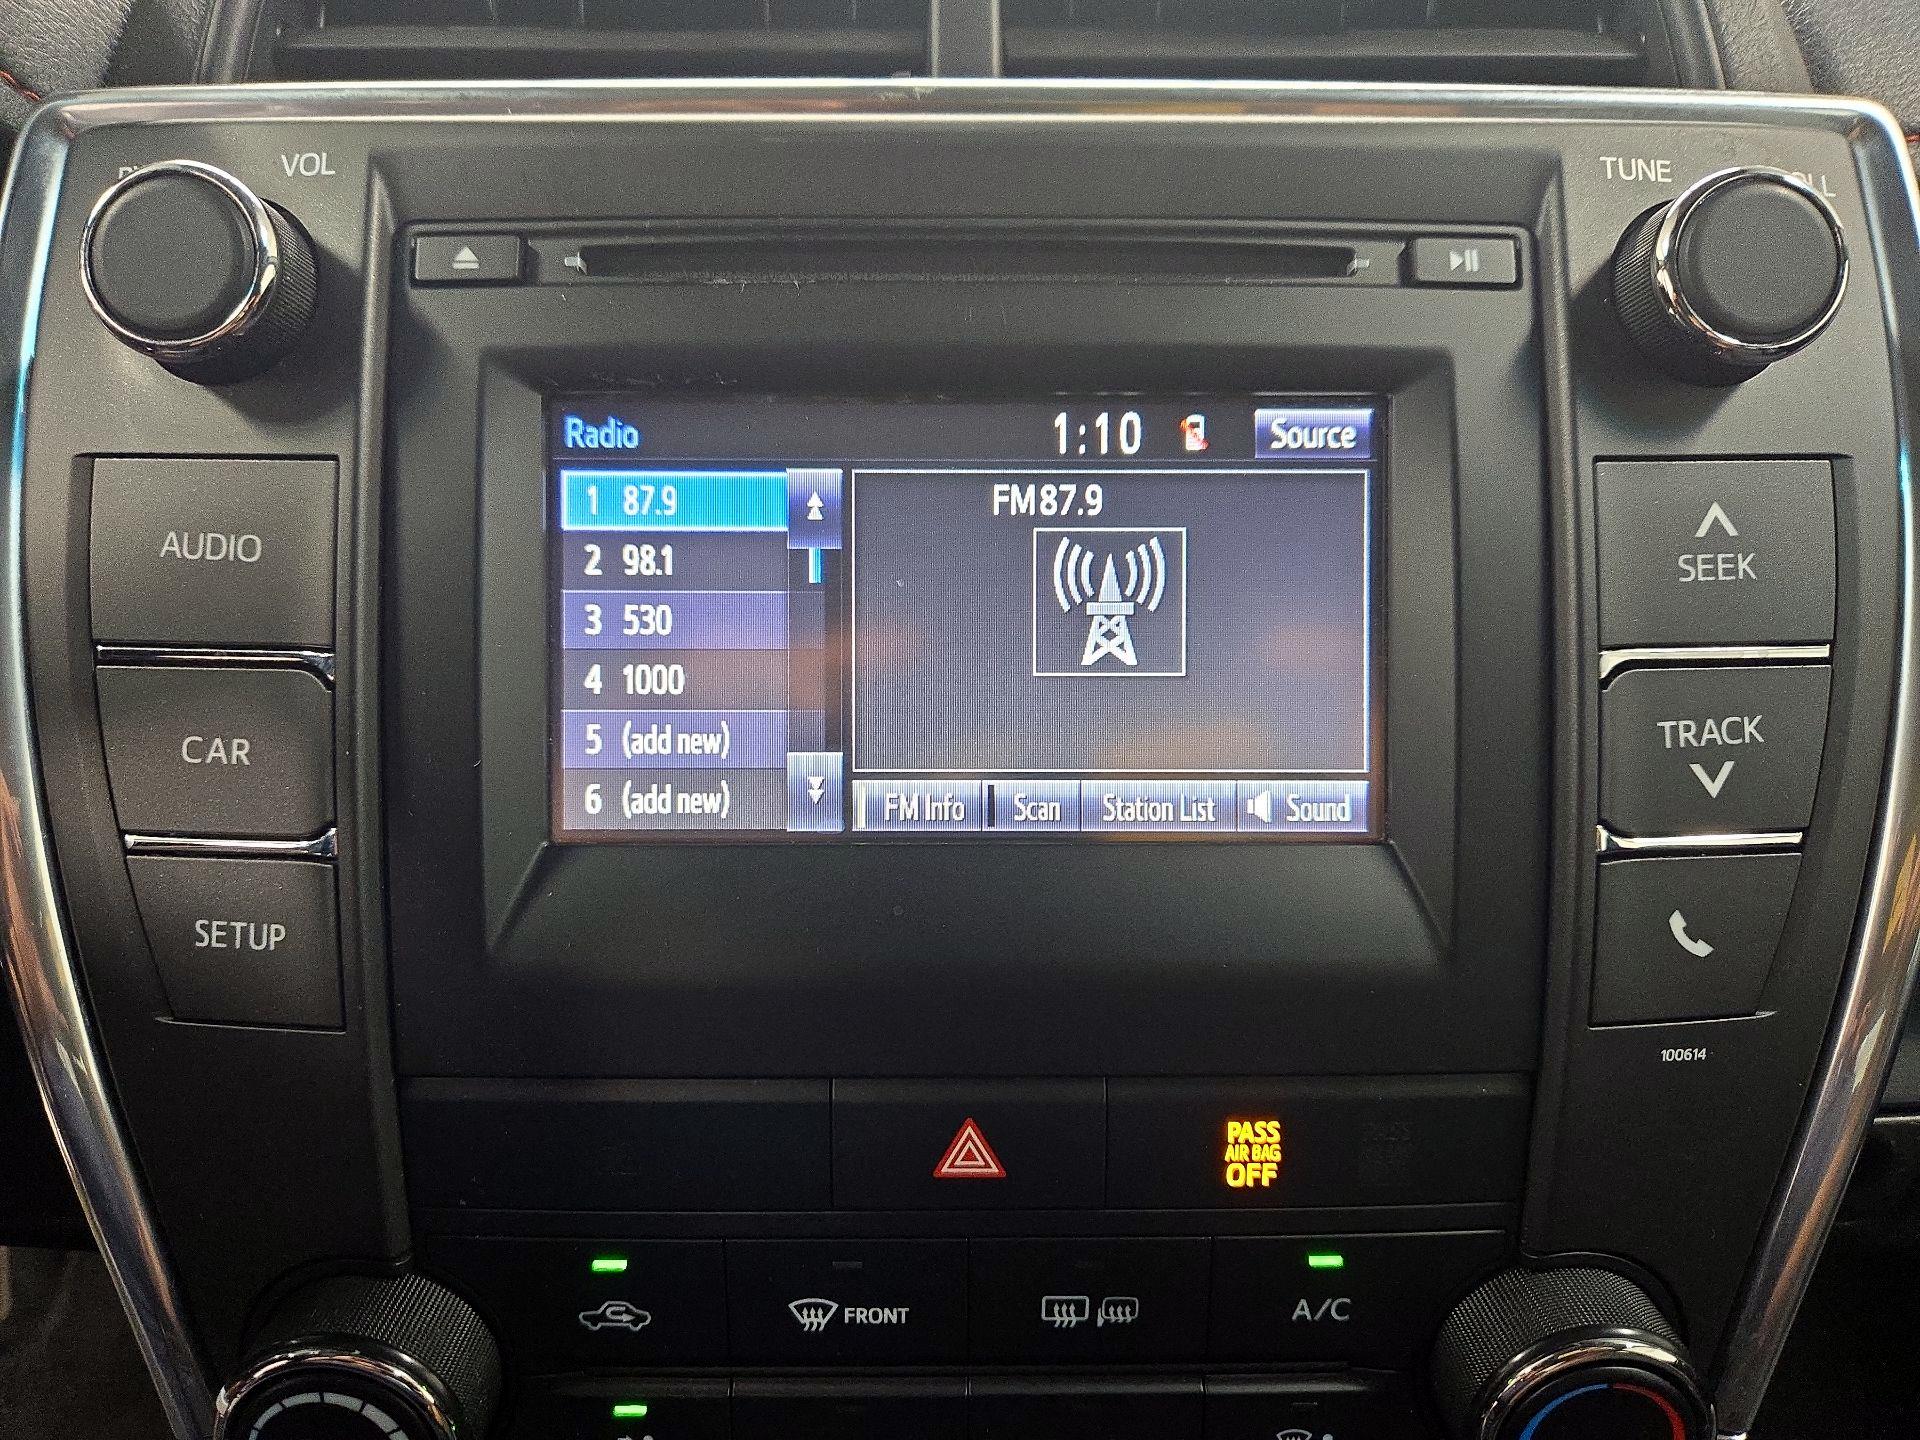 VOL
TUNE
AUDIO
CAR
SETUP
Radio
1:10
Source
1 87.9
2 98.1
3 530
4 1000
5 (add new)
6 (add new)
FM 87.9
FM Info
Scan
Station List
Sound
SEEK
TRACK
100614
PASS
AIR BAG
OFF
FRONT
A/C